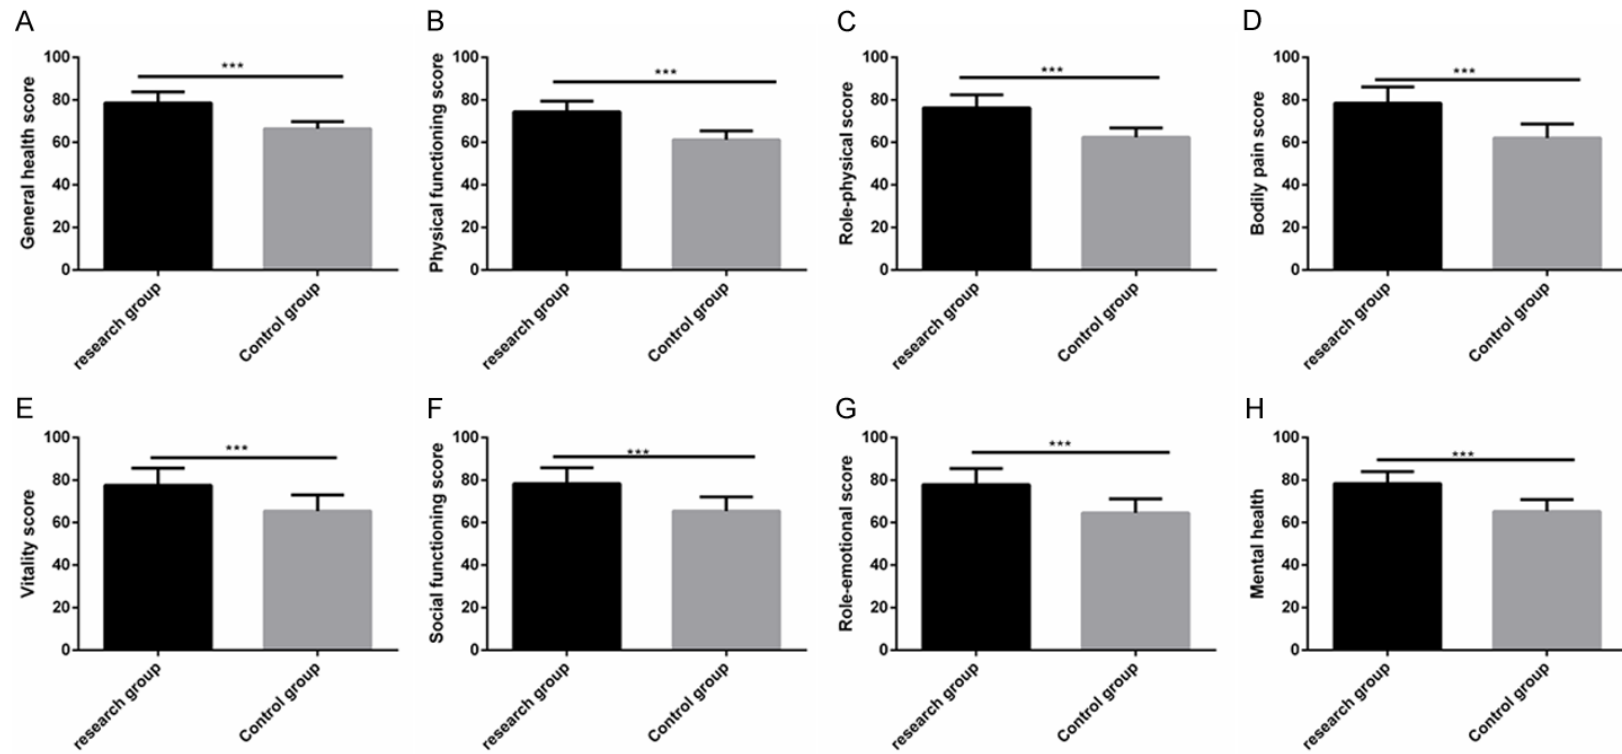 A
General health score
100
80
60
40
20
0
***
research group
Control group
B
Physical functioning score
100
80
60
40
20
0
***
research group
Control group
C
Role-physical score
100
80
60
40
20
0
***
research group
Control group
D
Bodily pain score
100
80
60
40
20
0
***
research group
Control group
E
Vitality score
100
80
60
40
20
0
***
research group
Control group
F
Social functioning score
100
80
60
40
20
0
***
research group
Control group
G
Role-emotional score
100
80
60
40
20
0
***
research group
Control group
H
Mental health
100
80
60
40
20
0
***
research group
Control group